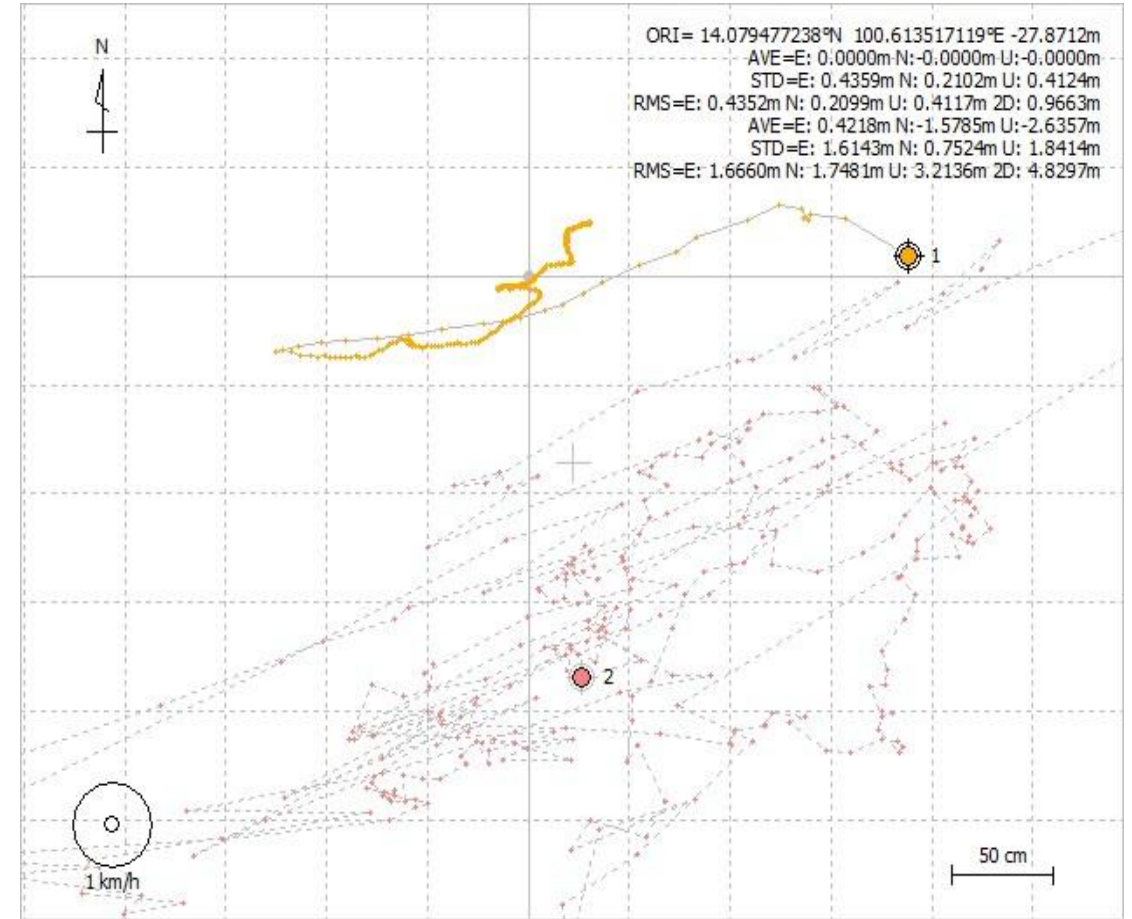 N
ORI= 14.079477238°N 100.613517119°E -27.8712m
AVE=E: 0.0000m N:-0.0000m U:-0.0000m
STD=E: 0.4359m N: 0.2102m U: 0.4124m
RMS=E: 0.4352m N: 0.2099m U: 0.4117m 2D: 0.9663m
AVE=E: 0.4218m N:-1.5785m U:-2.6357m
STD=E: 1.6143m N: 0.7524m U: 1.8414m
RMS=E: 1.6660m N: 1.7481m U: 3.2136m 2D: 4.8297m
1
2
1 km/h
50 cm